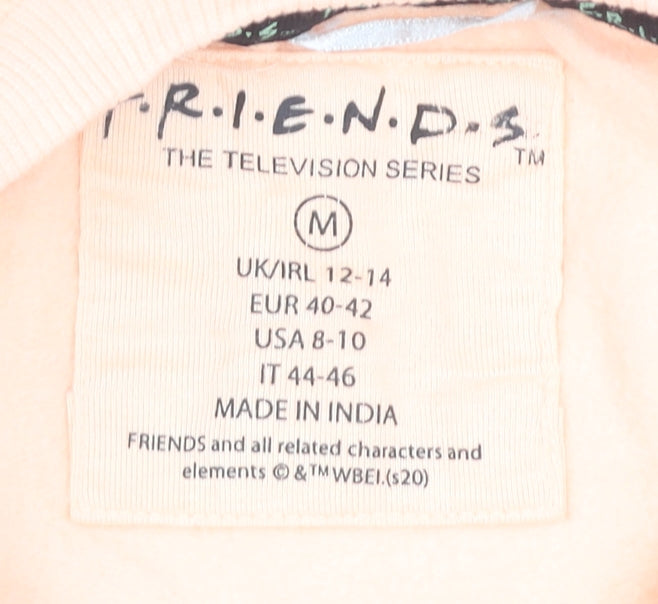 F·R·I·E·N·D·S
TM
THE TELEVISION SERIES
M
UK/IRL 12-14
EUR 40-42
USA 8-10
IT 44-46
MADE IN INDIA
FRIENDS and all related characters and
elements © &™ WBEI.(s20)